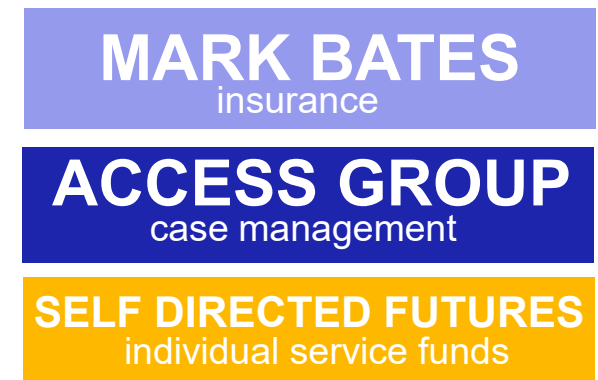 MARK BATES
insurance
ACCESS GROUP
case management
SELF DIRECTED FUTURES
individual service funds